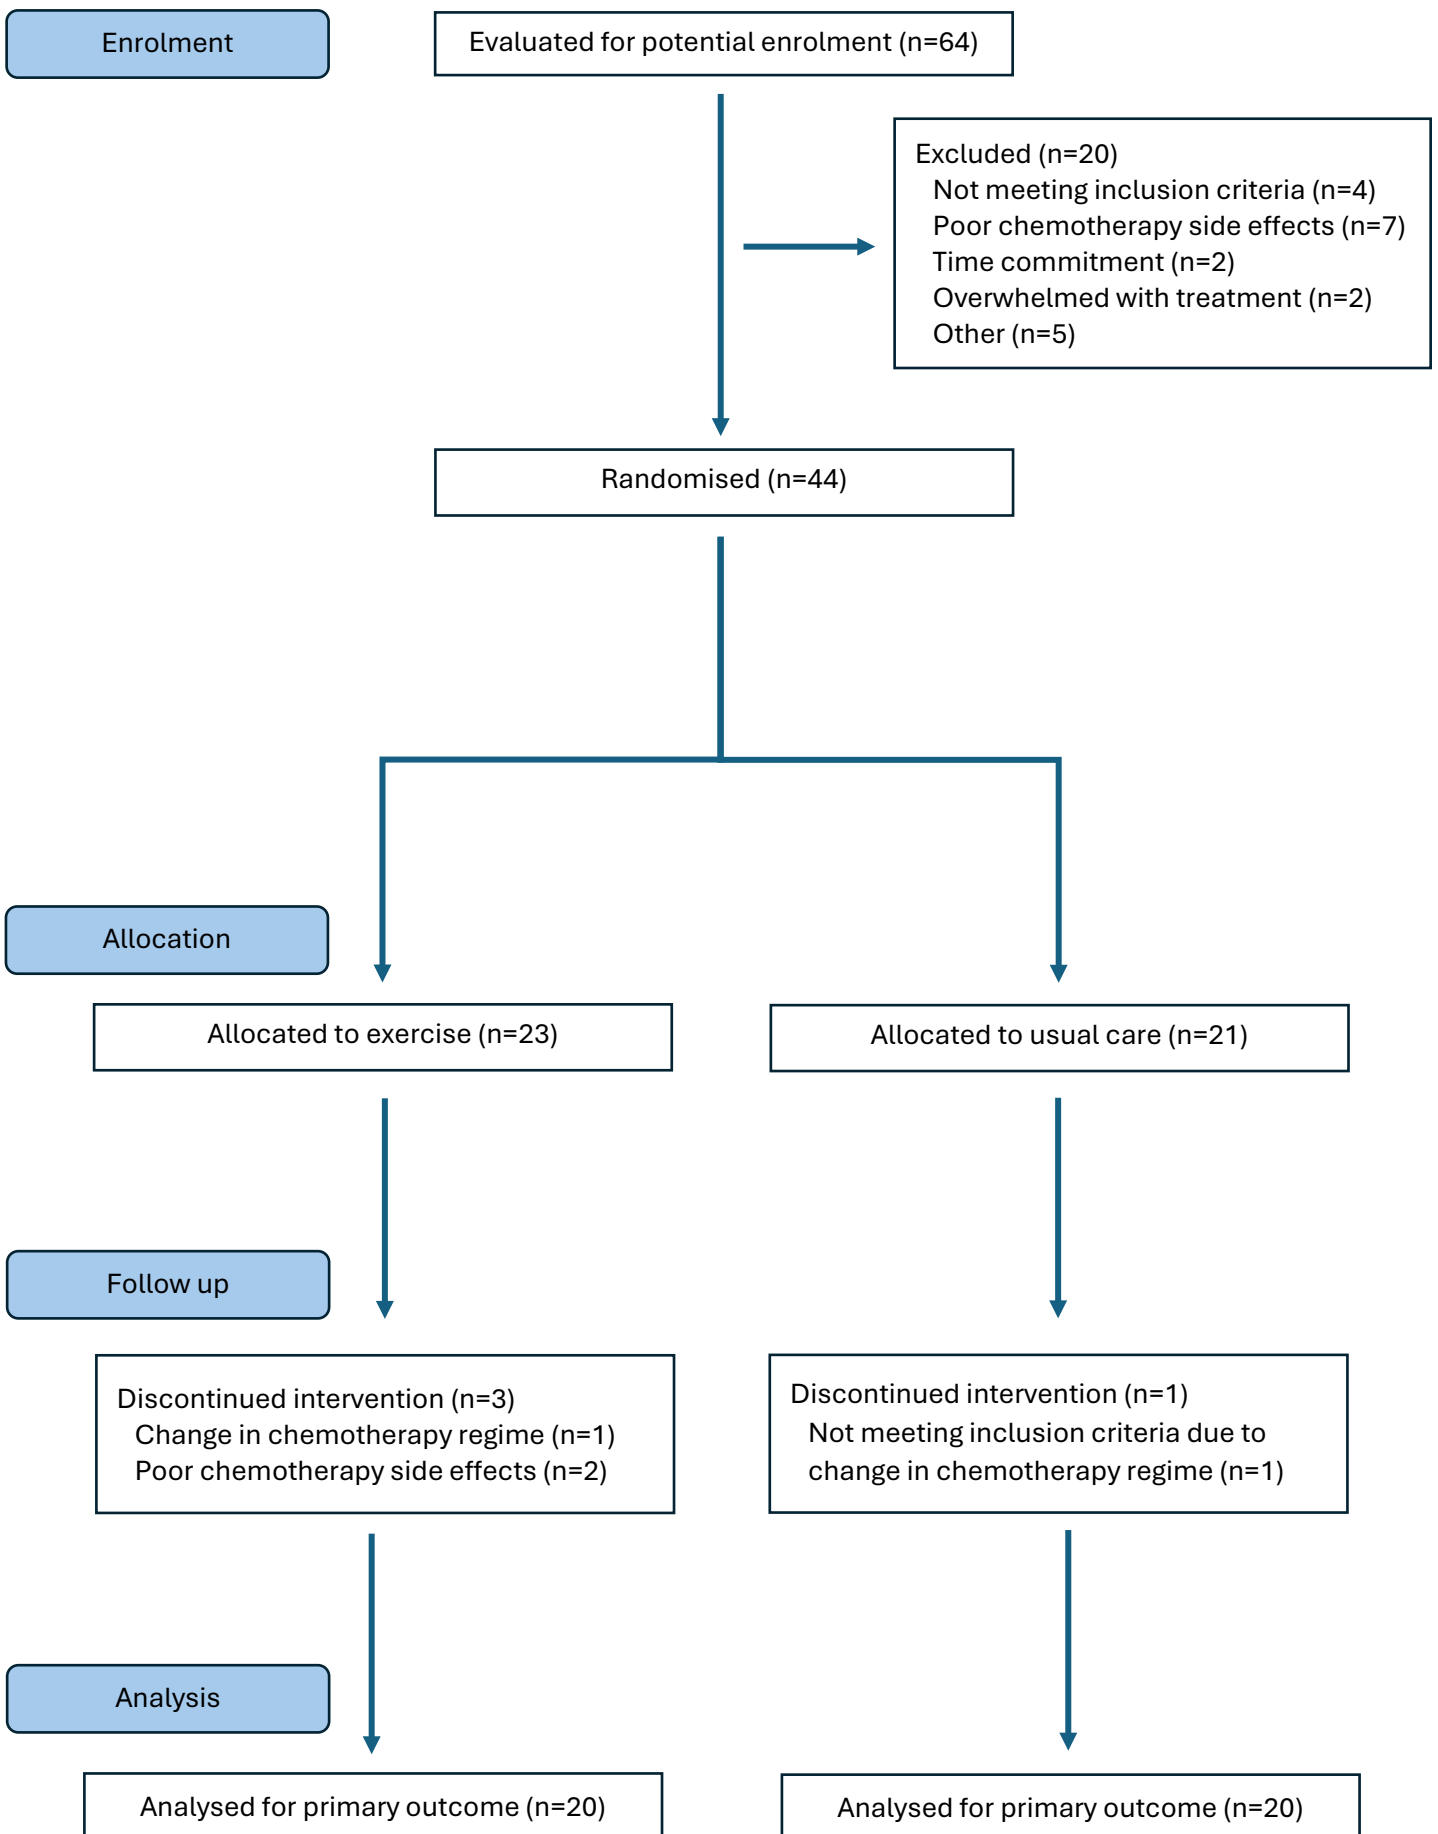 Enrolment
Evaluated for potential enrolment (n=64)
Excluded (n=20)
Not meeting inclusion criteria (n=4)
Poor chemotherapy side effects (n=7)
Time commitment (n=2)
Overwhelmed with treatment (n=2)
Other (n=5)
Randomised (n=44)
Allocation
Allocated to exercise (n=23)
Allocated to usual care (n=21)
Follow up
Discontinued intervention (n=3)
Change in chemotherapy regime (n=1)
Poor chemotherapy side effects (n=2)
Discontinued intervention (n=1)
Not meeting inclusion criteria due to
change in chemotherapy regime (n=1)
Analysis
Analysed for primary outcome (n=20)
Analysed for primary outcome (n=20)